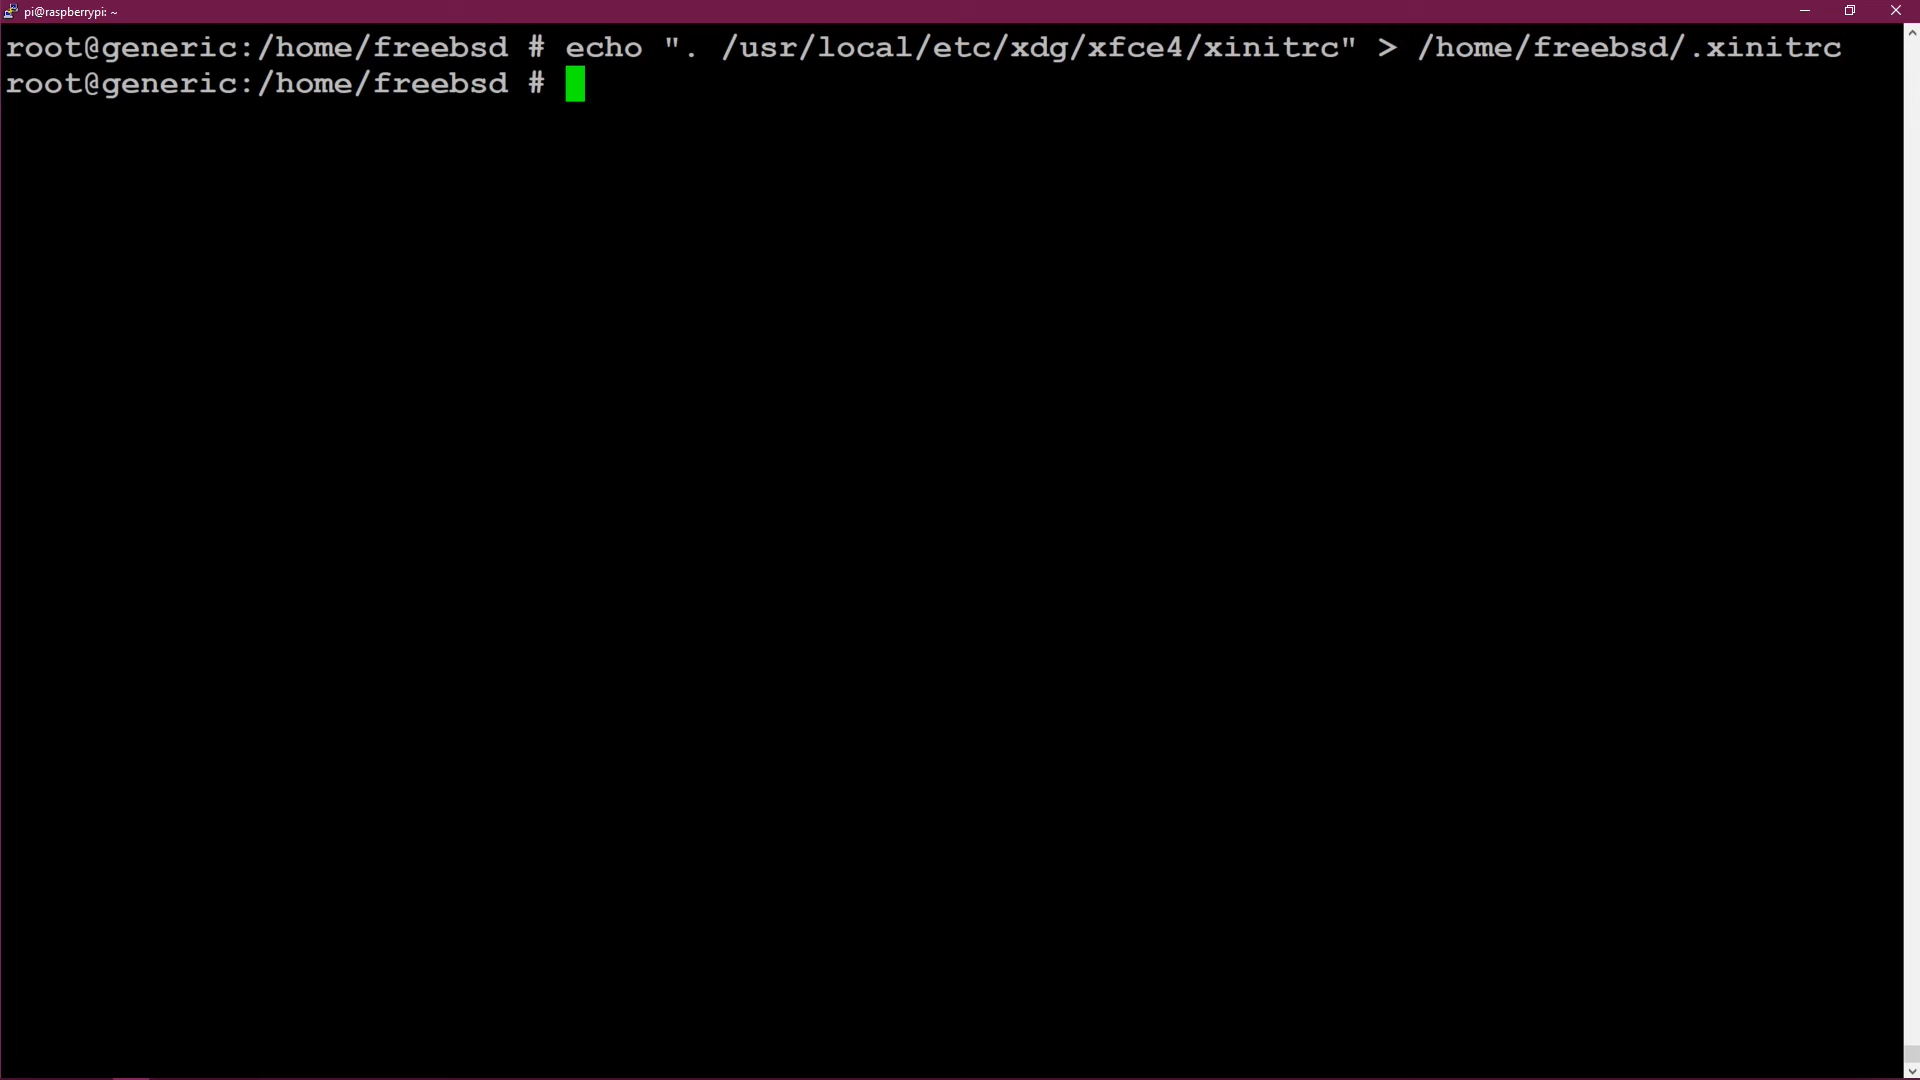 pi@raspberrypi: ~
root@generic:/home/freebsd # echo ". /usr/local/etc/xdg/xfce4/xinitrc" > /home/freebsd/.xinitrc
root@generic:/home/freebsd #